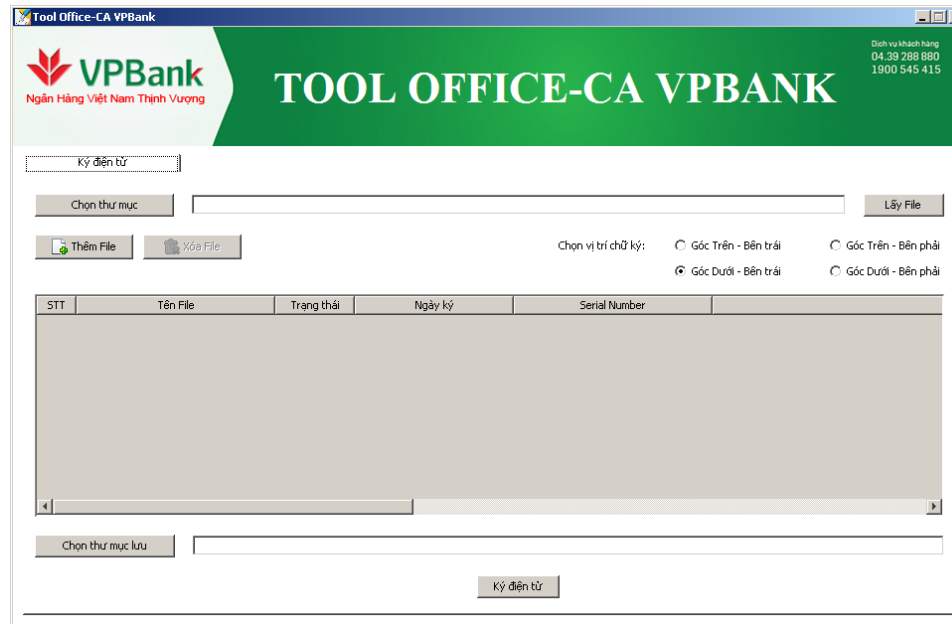 Tool Office-CA VPBank
VPBank
Ngân Hàng Việt Nam Thịnh Vượng
TOOL OFFICE-CA VPBANK
Dịch vụ khách hàng
04.39 288 880
1900 545 415
Ký điện tử
Chọn thư mục
Lấy File
Thêm File Xóa File Chọn vị trí chữ ký: Góc Trên - Bên trái Góc Trên - Bên phải
Góc Dưới - Bên trái Góc Dưới - Bên phải
STT Tên File Trạng thái Ngày ký Serial Number
Chọn thư mục lưu
Ký điện tử